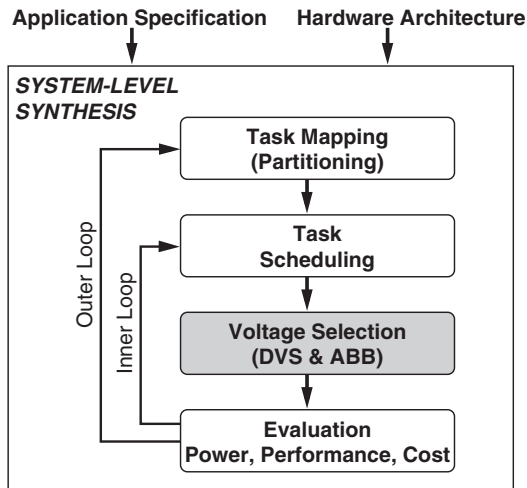 Application Specification
Hardware Architecture
SYSTEM-LEVEL
SYNTHESIS
Task Mapping
(Partitioning)
Task
Scheduling
Voltage Selection
(DVS & ABB)
Evaluation
Power, Performance, Cost
Outer Loop
Inner Loop